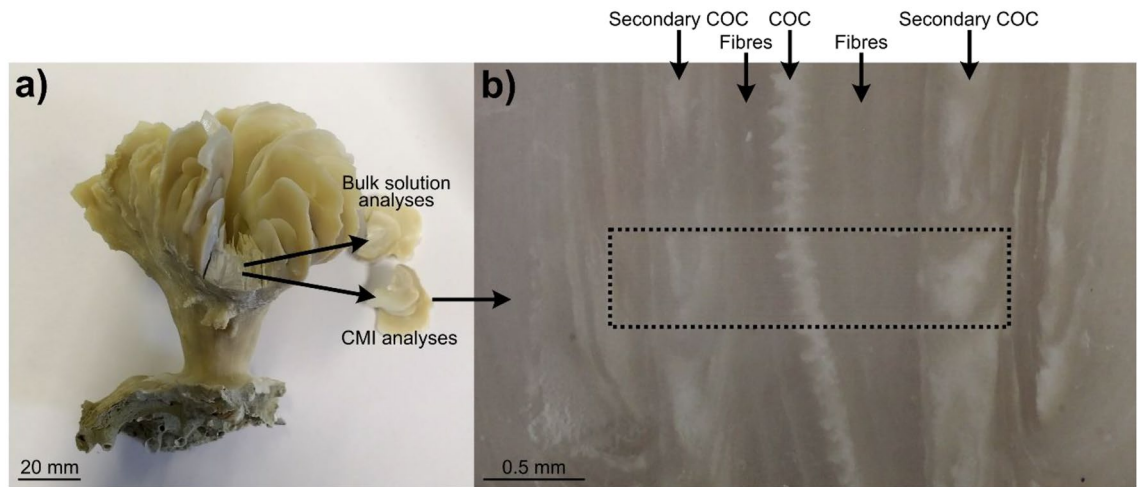 Secondary COC COC Secondary COC
Fibres Fibres
a)
b)
Bulk solution
analyses
CMI analyses
20 mm
0.5 mm